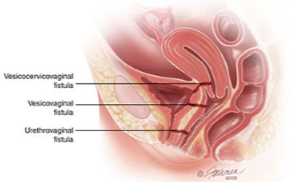 Vesicocervicovaginal
fistula
Vesicovaginal
fistula
Urethrovaginal
fistula
©